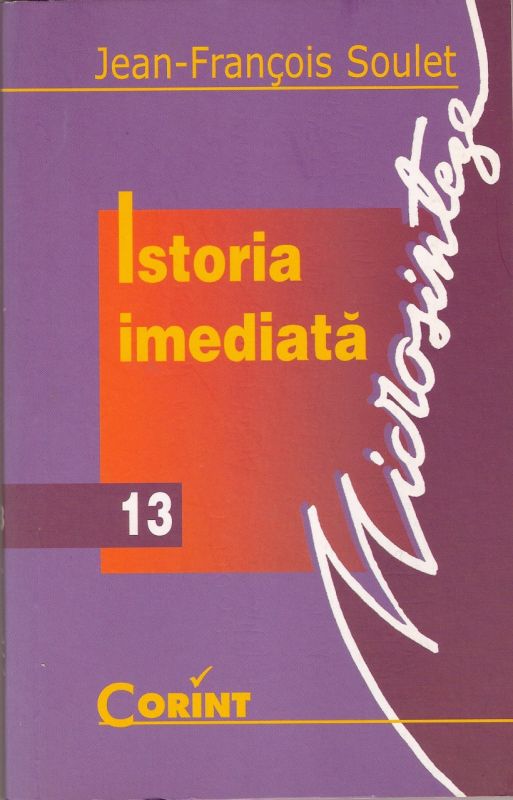 Jean-François Soulet
Microsinteze
Istoria
imediată
13
CORINT